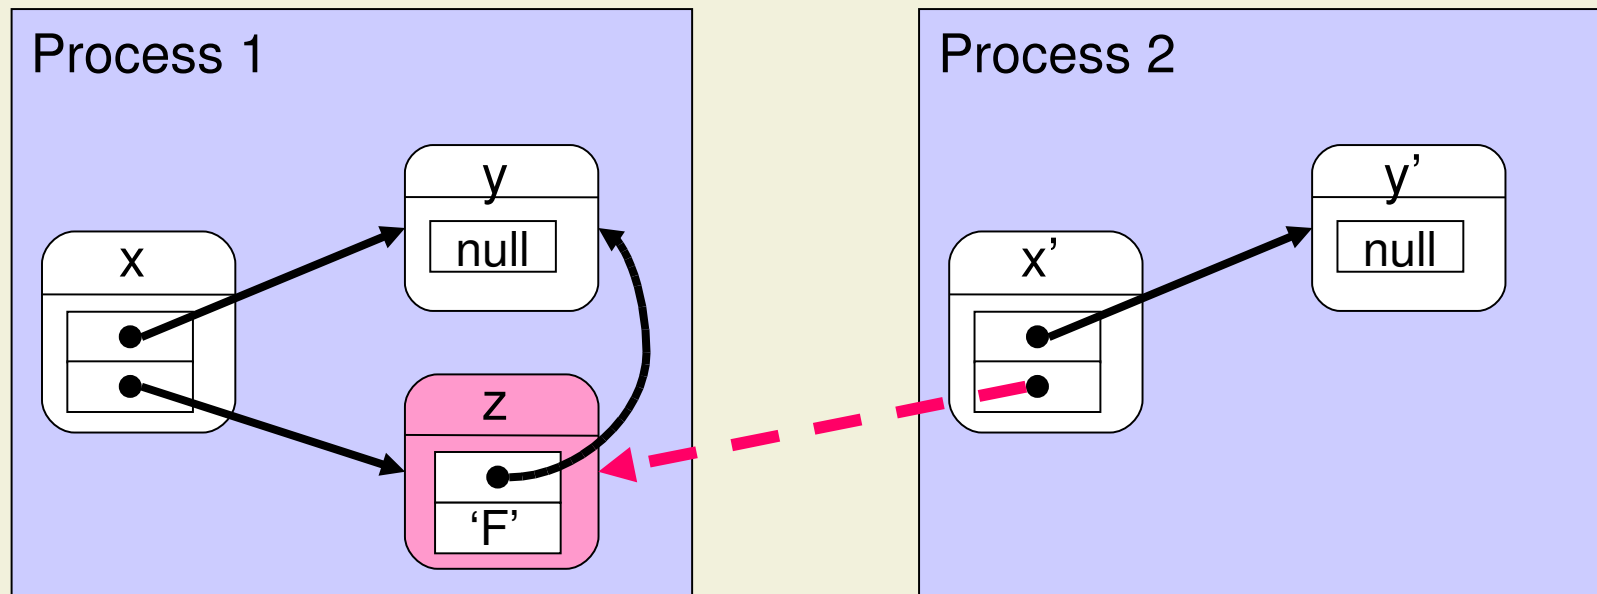 Process 1
y
null
x
z
‘F’
Process 2
y’
null
x’